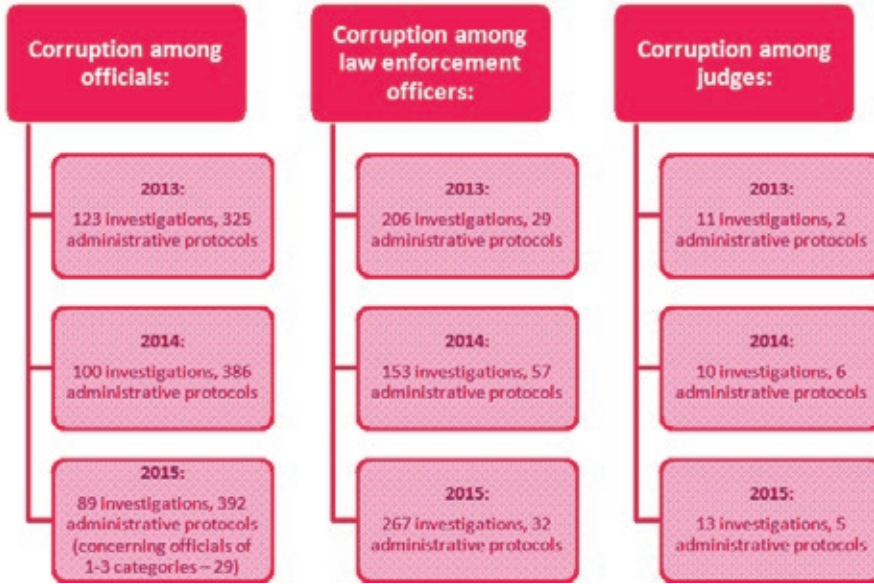 Corruption among
officials:
2013:
123 investigations, 325
administrative protocols
2014:
100 investigations, 386
administrative protocols
2015:
89 investigations, 392
administrative protocols
(concerning officials of
1-3 categories – 29)
Corruption among
law enforcement
officers:
2013:
206 investigations, 29
administrative protocols
2014:
153 investigations, 57
administrative protocols
2015:
267 investigations, 32
administrative protocols
Corruption among
judges:
2013:
11 investigations, 2
administrative protocols
2014:
10 investigations, 6
administrative protocols
2015:
13 investigations, 5
administrative protocols